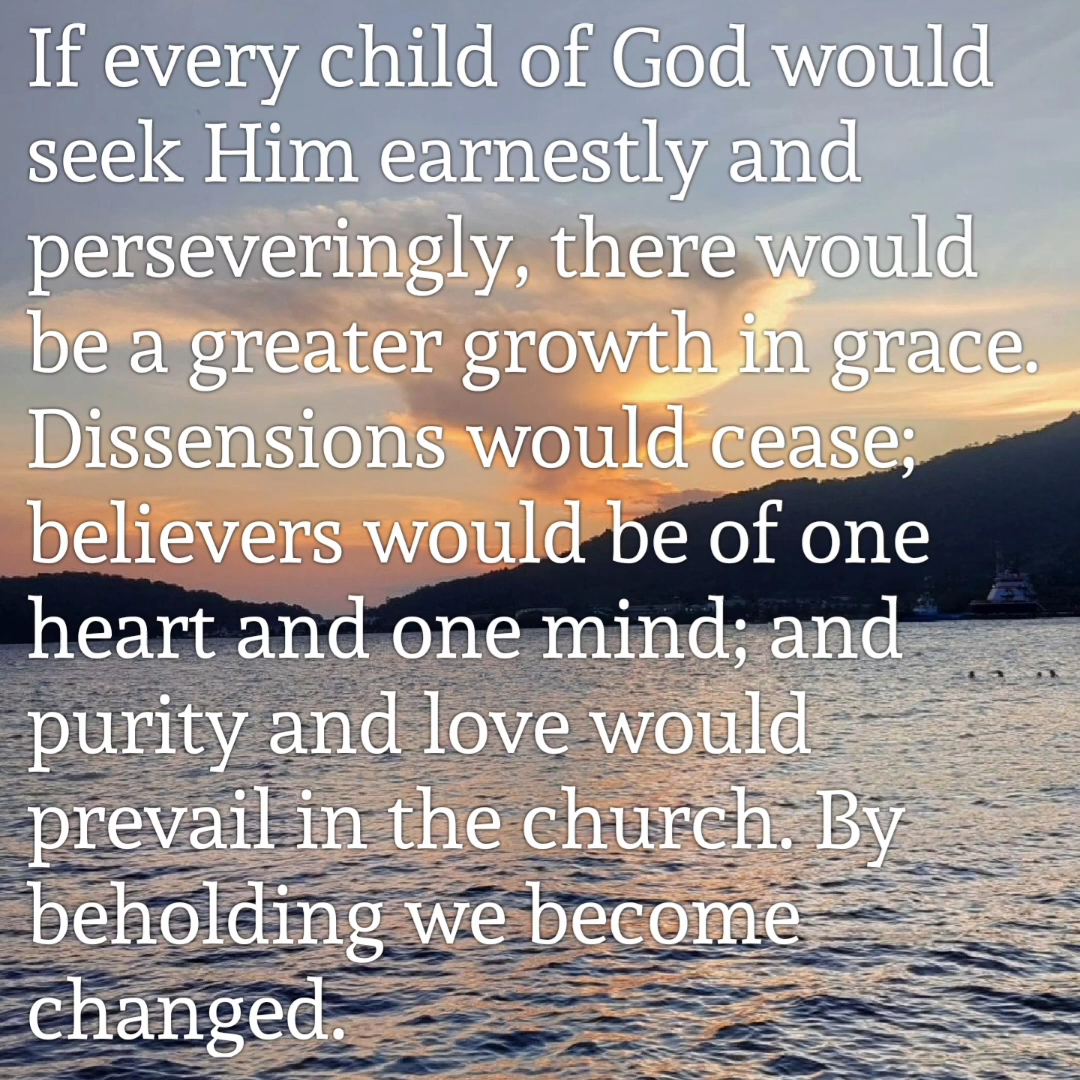 If every child of God would
seek Him earnestly and
perseveringly, there would
be a greater growth in grace.
Dissensions would cease;
believers would be of one
heart and one mind; and
purity and love would
prevail in the church. By
beholding we become
changed.